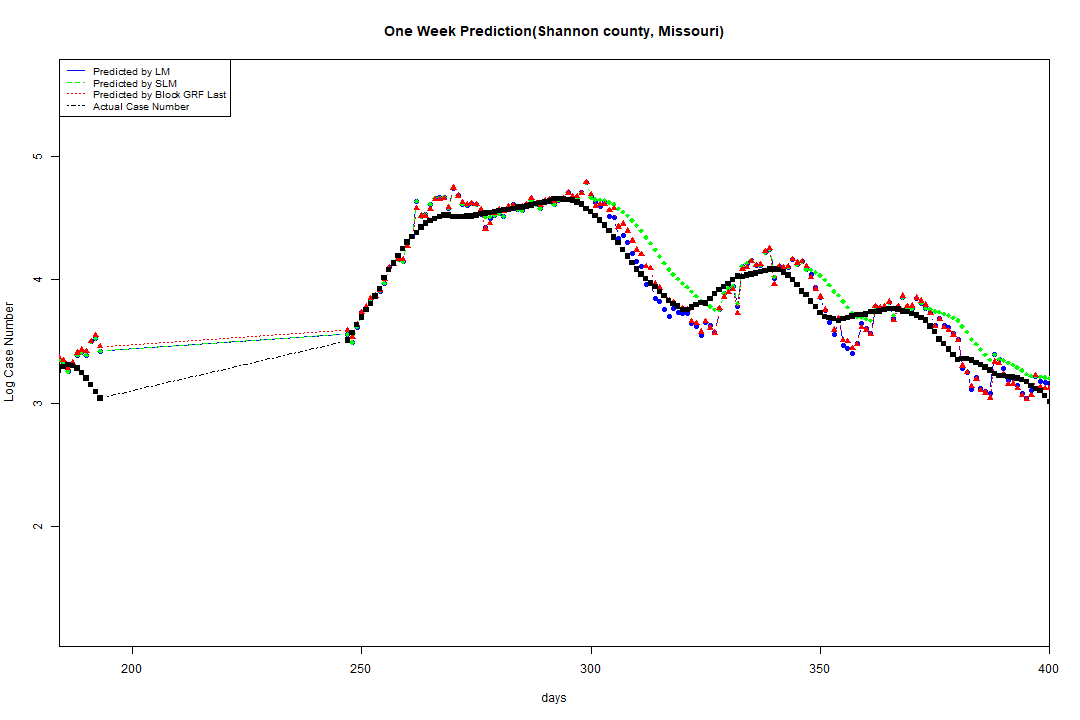 One Week Prediction(Shannon county, Missouri)
Predicted by LM
Predicted by SLM
Predicted by Block GRF Last
Actual Case Number
Log Case Number
5
4
3
2
200 250 300 350 400
days